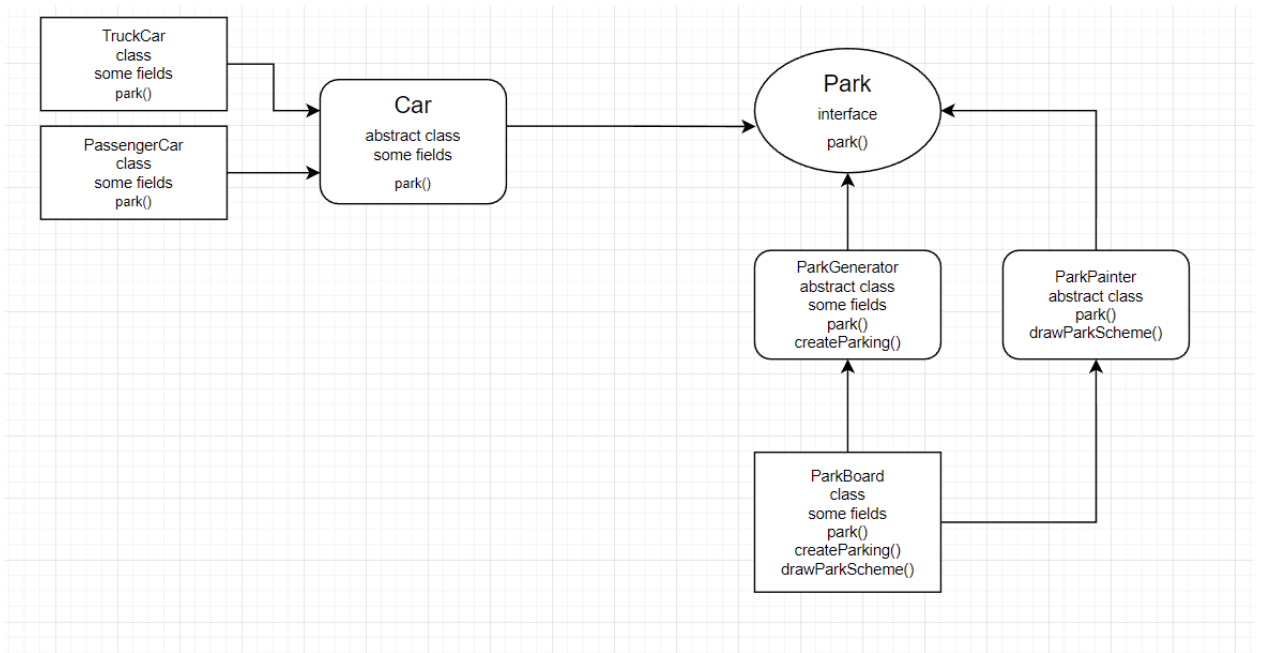 TruckCar
class
some fields
park()
PassengerCar
class
some fields
park()
Car
abstract class
some fields
park()
Park
interface
park()
ParkGenerator
abstract class
some fields
park()
createParking()
ParkPainter
abstract class
park()
drawParkScheme()
ParkBoard
class
some fields
park()
createParking()
drawParkScheme()